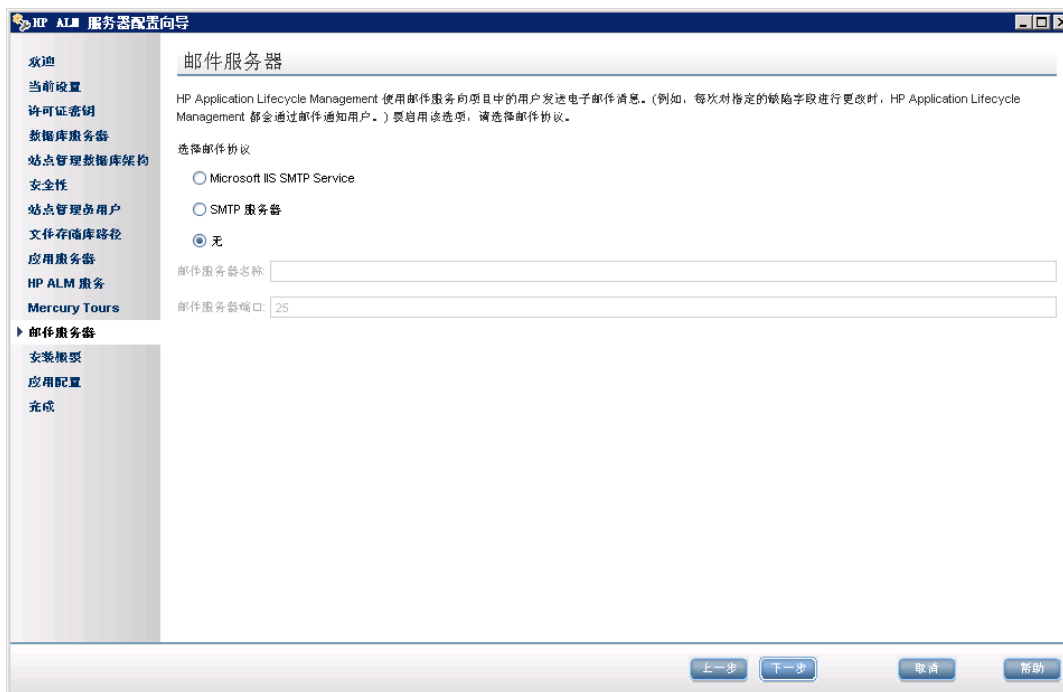 HP ALM 服务器配置向导
欢迎
当前设置
许可证密钥
数据库服务器
站点管理数据库架构
安全性
站点管理员用户
文件存储库路径
应用服务器
HP ALM 服务
Mercury Tours
邮件服务器
安装概要
应用配置
完成
邮件服务器
HP Application Lifecycle Management 使用邮件服务向项目中的用户发送电子邮件消息。(例如，每次对指定的缺陷字段进行更改时，HP Application Lifecycle
Management 都会通过邮件通知用户。) 要启用该选项，请选择邮件协议。
选择邮件协议
Microsoft IIS SMTP Service
SMTP 服务器
无
邮件服务器名称:
邮件服务器端口: 25
上一步 下一步 取消 帮助